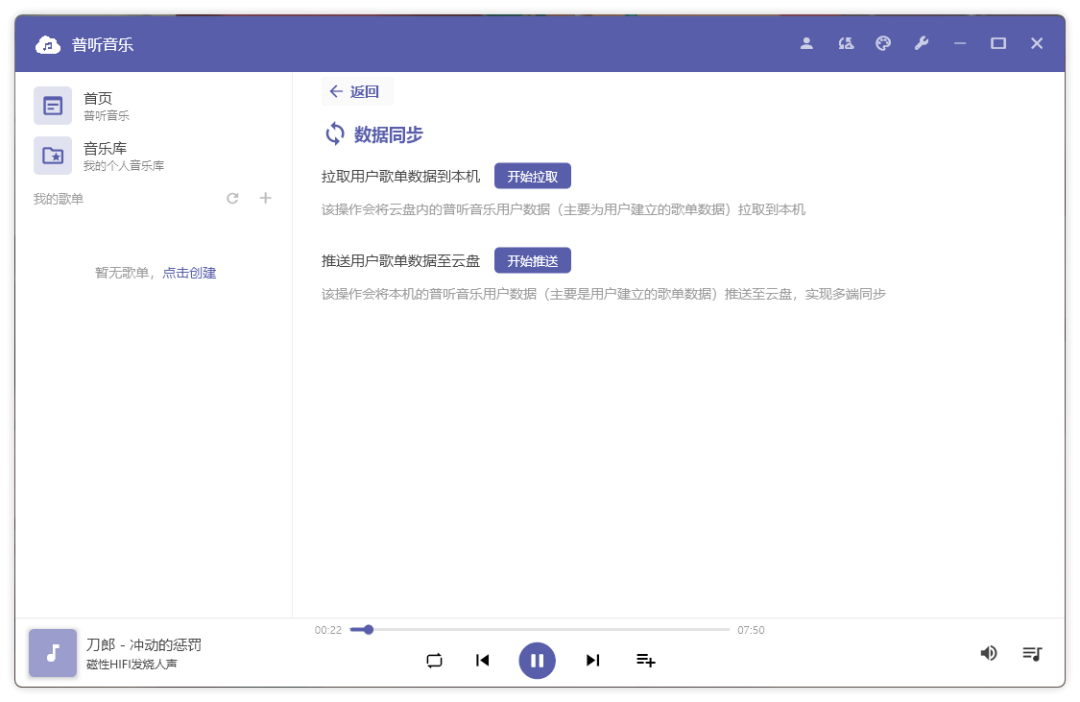 普听音乐
首页
普听音乐
音乐库
我的个人音乐库
我的歌单
暂无歌单，点击创建
返回
数据同步
拉取用户歌单数据到本机 开始拉取
该操作会将云盘内的普听音乐用户数据（主要为用户建立的歌单数据）拉取到本机
推送用户歌单数据至云盘 开始推送
该操作会将本机的普听音乐用户数据（主要是用户建立的歌单数据）推送至云盘，实现多端同步
刀郎 - 冲动的惩罚
磁性HIFI发烧人声
00:22 07:50